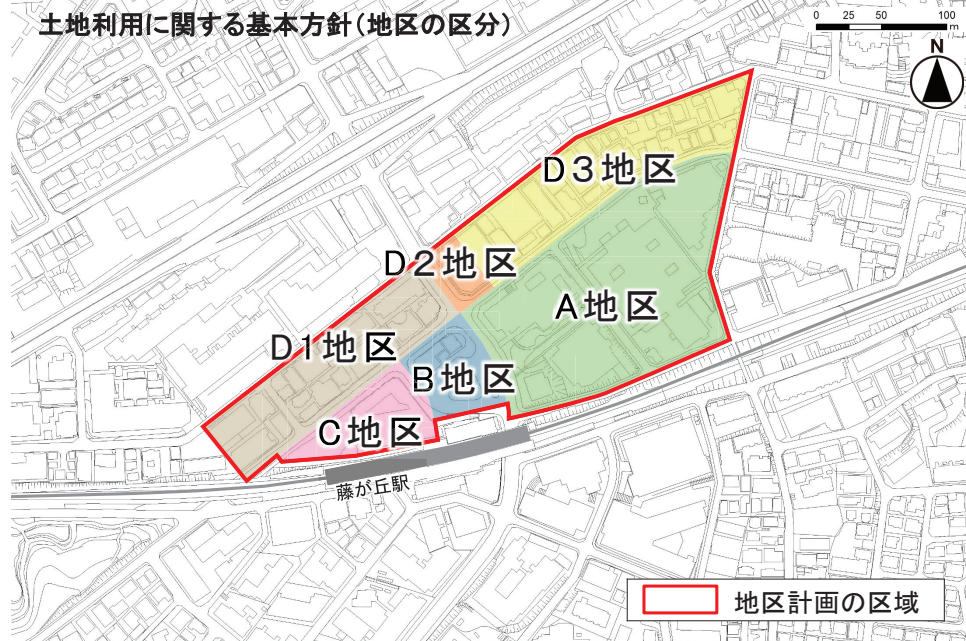 土地利用に関する基本方針(地区の区分)
0 25 50 100
m
N
D3地区
D2地区
A地区
D1地区
B地区
C地区
藤が丘駅
地区計画の区域